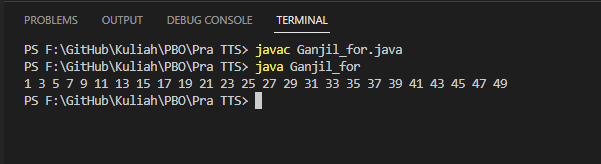 PROBLEMS OUTPUT DEBUG CONSOLE TERMINAL
PS F:\GitHub\Kuliah\PBO\Pra TTS> javac Ganjil_for.java
PS F:\GitHub\Kuliah\PBO\Pra TTS> java Ganjil_for
1 3 5 7 9 11 13 15 17 19 21 23 25 27 29 31 33 35 37 39 41 43 45 47 49
PS F:\GitHub\Kuliah\PBO\Pra TTS>